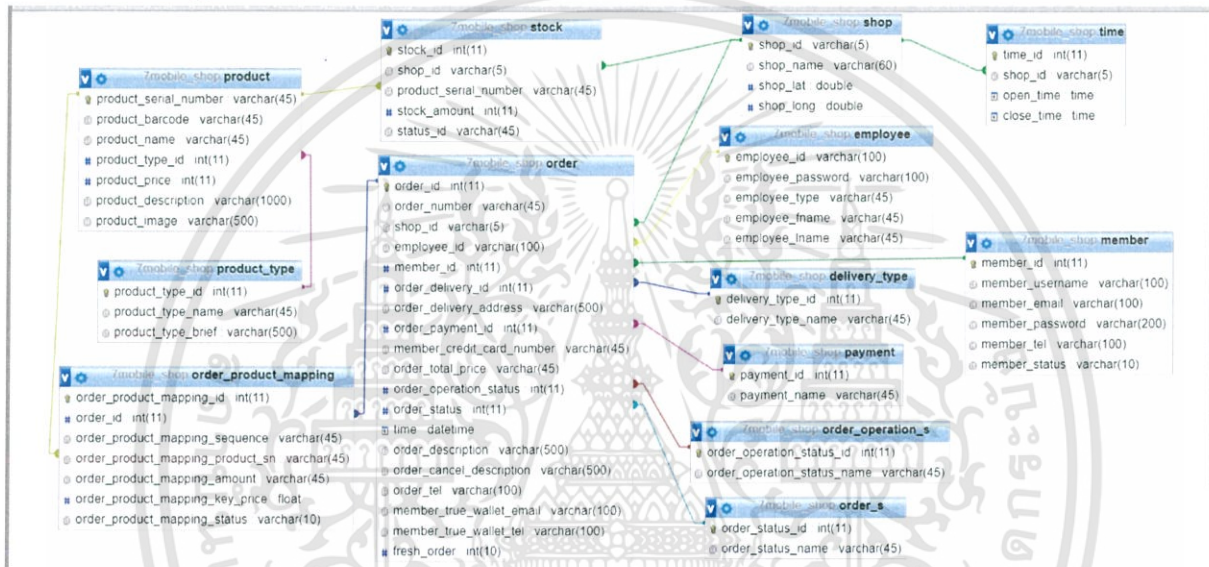 7mobile_shop product
product_serial_number varchar(45)
product_barcode varchar(45)
product_name varchar(45)
product_type_id int(11)
product_price int(11)
product_description varchar(1000)
product_image varchar(500)
7mobile_shop product_type
product_type_id int(11)
product_type_name varchar(45)
product_type_brief varchar(500)
7mobile_shop order_product_mapping
order_product_mapping_id int(11)
order_id int(11)
order_product_mapping_sequence varchar(45)
order_product_mapping_product_sn varchar(45)
order_product_mapping_amount varchar(45)
order_product_mapping_key_price float
order_product_mapping_status varchar(10)
7mobile_shop stock
stock_id int(11)
shop_id varchar(5)
product_serial_number varchar(45)
stock_amount int(11)
status_id varchar(45)
7mobile_shop order
order_id int(11)
order_number varchar(45)
shop_id varchar(5)
employee_id varchar(100)
member_id int(11)
order_delivery_id int(11)
order_delivery_address varchar(500)
order_payment_id int(11)
member_credit_card_number varchar(45)
order_total_price varchar(45)
order_operation_status int(11)
order_status int(11)
time datetime
order_description varchar(500)
order_cancel_description varchar(500)
order_tel varchar(100)
member_true_wallet_email varchar(100)
member_true_wallet_tel varchar(100)
fresh_order int(10)
7mobile_shop shop
shop_id varchar(5)
shop_name varchar(60)
shop_lat double
shop_long double
7mobile_shop time
time_id int(11)
shop_id varchar(5)
open_time time
close_time time
7mobile_shop employee
employee_id varchar(100)
employee_password varchar(100)
employee_type varchar(45)
employee_fname varchar(45)
employee_lname varchar(45)
7mobile_shop member
member_id int(11)
member_username varchar(100)
member_email varchar(100)
member_password varchar(200)
member_tel varchar(100)
member_status varchar(10)
7mobile_shop delivery_type
delivery_type_id int(11)
delivery_type_name varchar(45)
7mobile_shop payment
payment_id int(11)
payment_name varchar(45)
7mobile_shop order_operation_s
order_operation_status_id int(11)
order_operation_status_name varchar(45)
7mobile_shop order_s
order_status_id int(11)
order_status_name varchar(45)